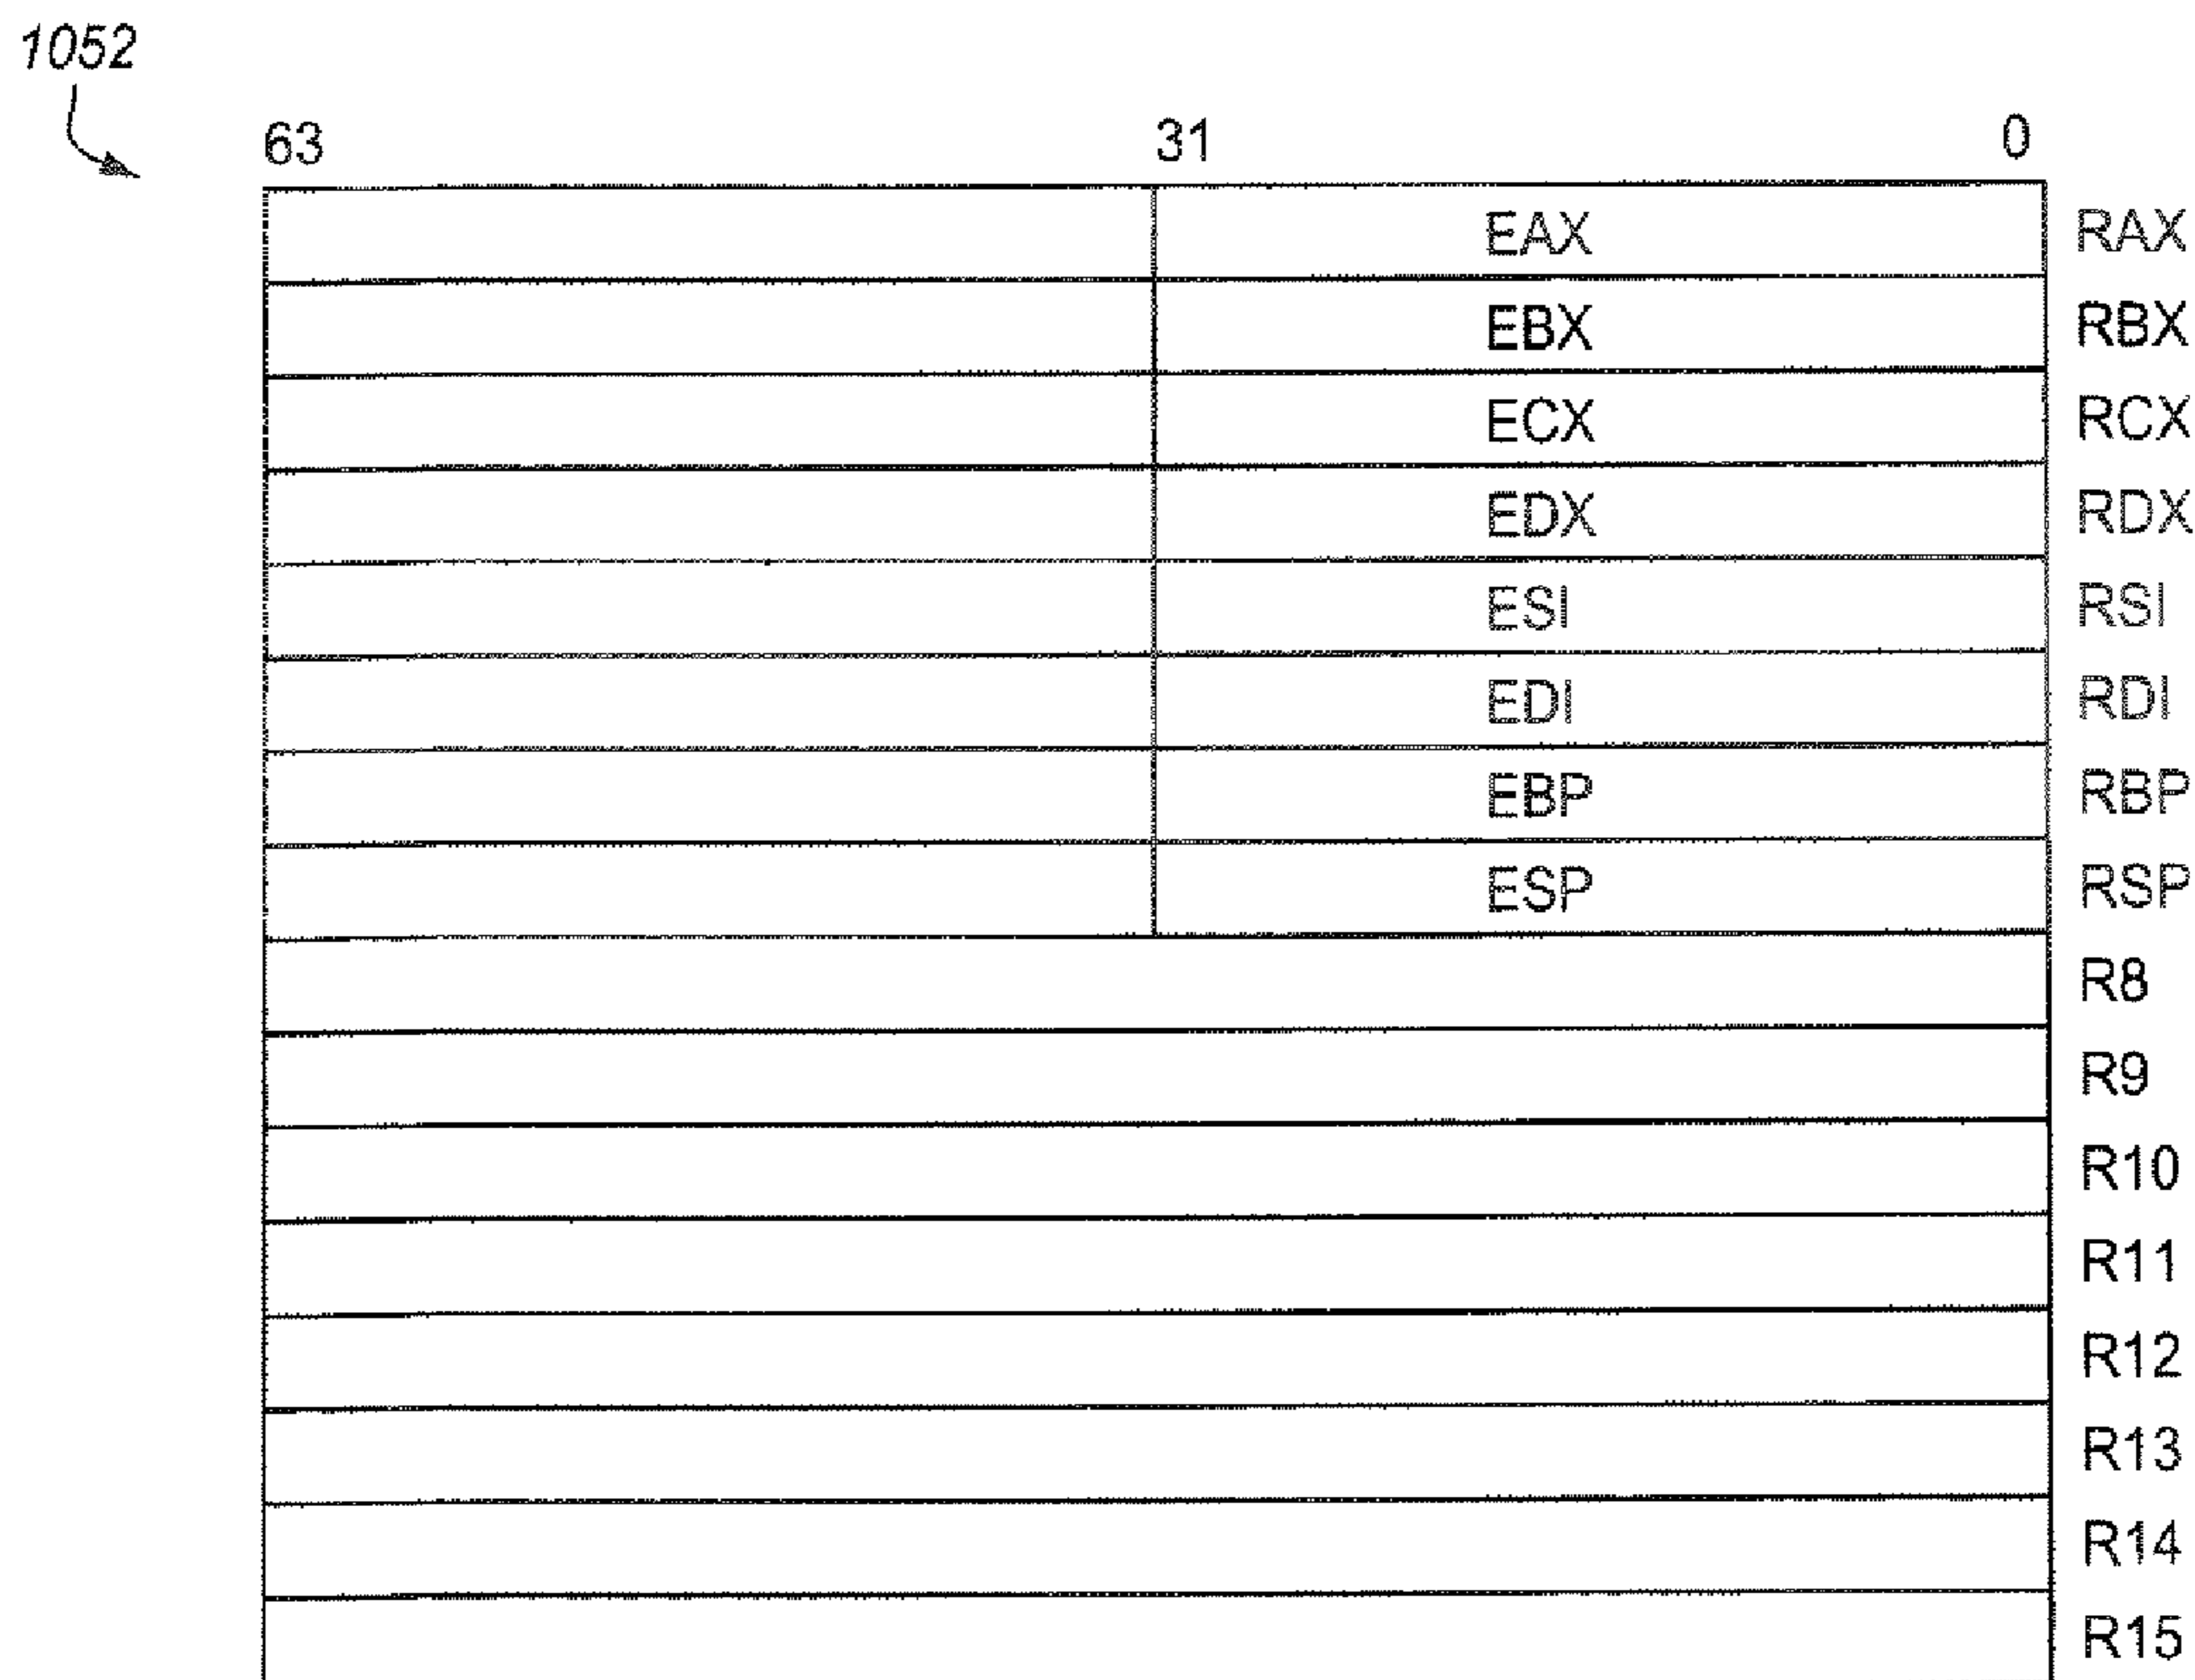 1052
63 31 0
EAX RAX
EBX RBX
ECX RCX
EDX RDX
ESI RSI
EDI RDI
EBP RBP
ESP RSP
R8
R9
R10
R11
R12
R13
R14
R15